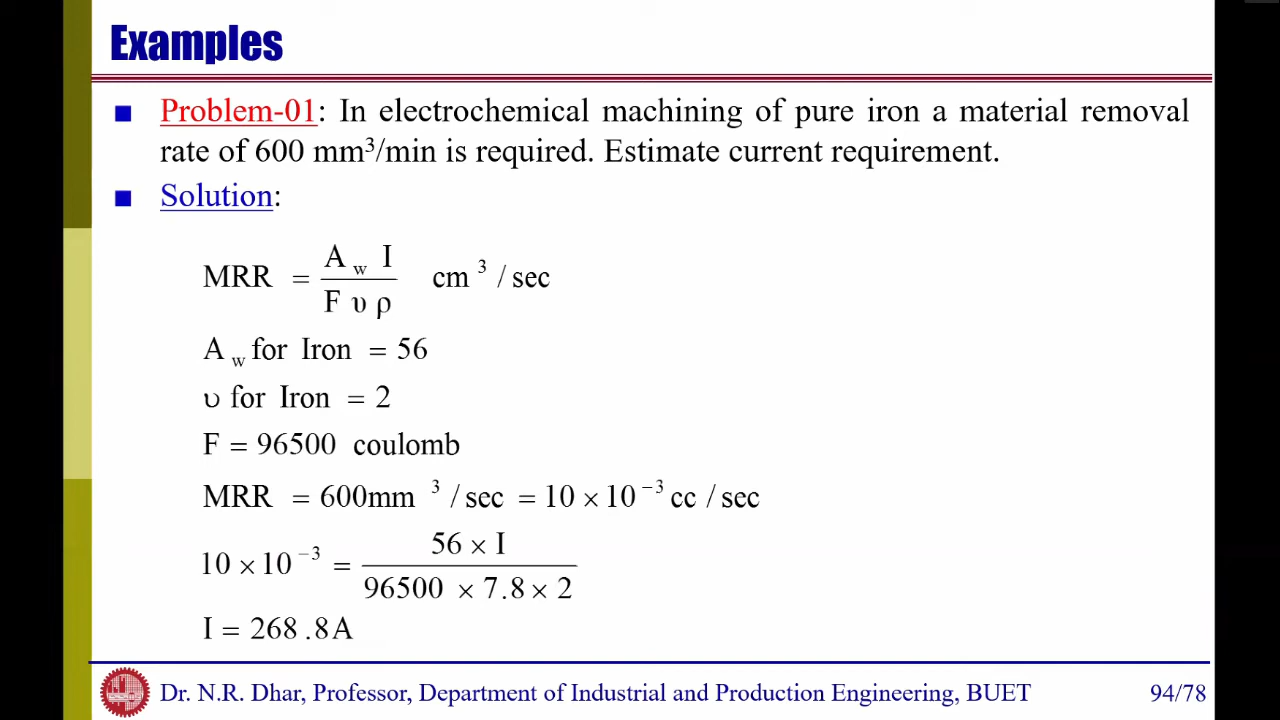 Examples
Problem-01: In electrochemical machining of pure iron a material removal
rate of 600 mm³/min is required. Estimate current requirement.
Solution:
MRR = A_w I / F υ ρ cm³/sec
A_w for Iron = 56
υ for Iron = 2
F = 96500 coulomb
MRR = 600mm³/sec = 10 × 10⁻³ cc/sec
10 × 10⁻³ = 56 × I / 96500 × 7.8 × 2
I = 268.8A
Dr. N.R. Dhar, Professor, Department of Industrial and Production Engineering, BUET 94/78